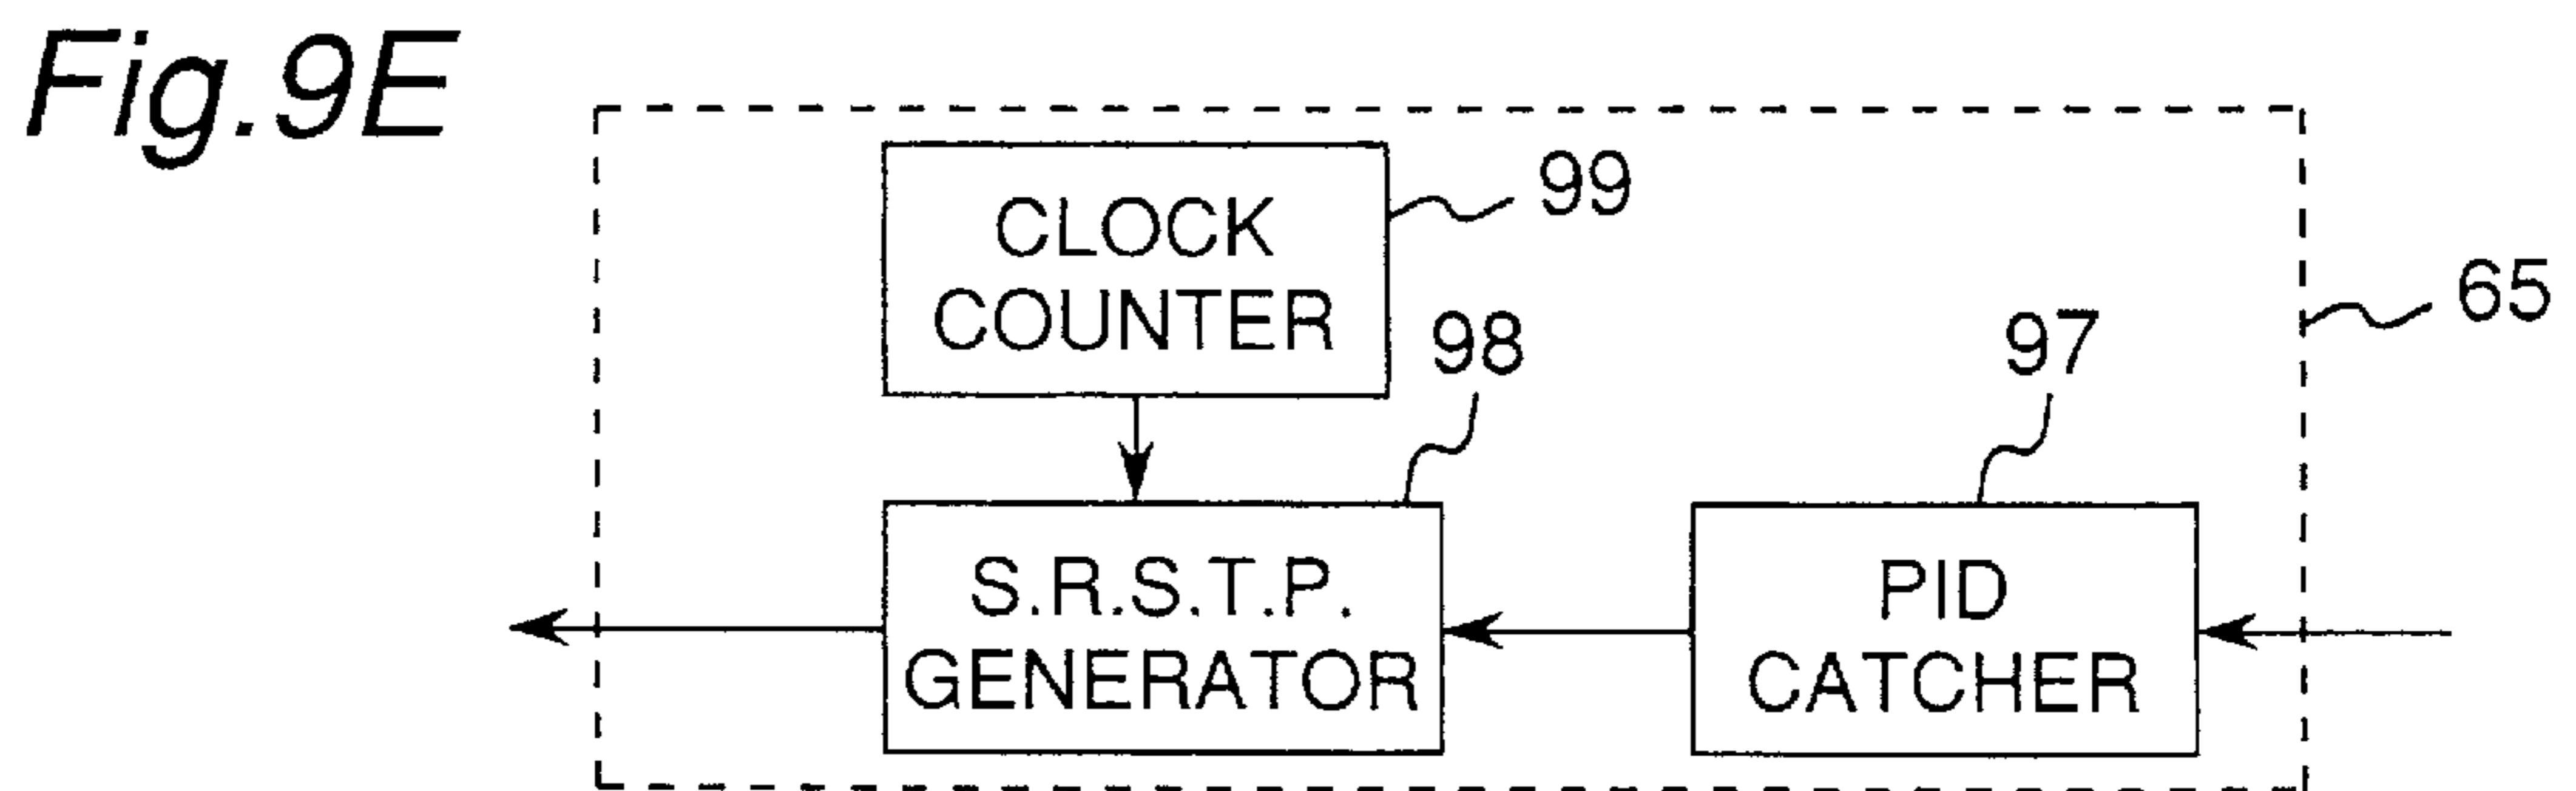 Fig.9E
CLOCK
COUNTER
99
65
98
97
S.R.S.T.P.
GENERATOR
PID
CATCHER